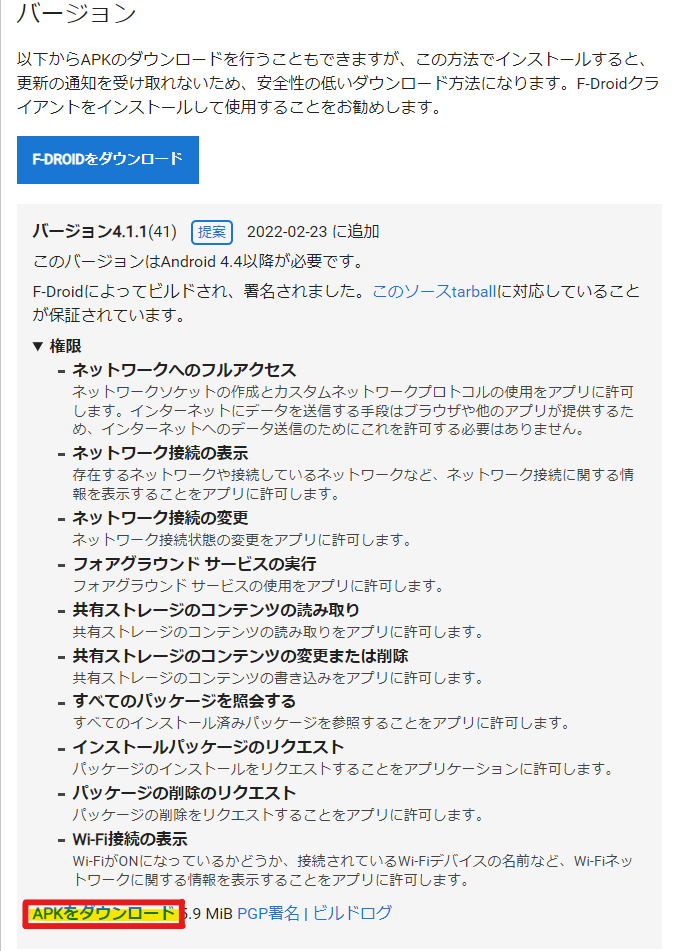 バージョン
以下からAPKのダウンロードを行うこともできますが、この方法でインストールすると、
更新の通知を受け取れないため、安全性の低いダウンロード方法になります。F-Droidクラ
イアントをインストールして使用することをお勧めします。
F-DROIDをダウンロード
バージョン4.1.1(41) 提案 2022-02-23 に追加
このバージョンはAndroid 4.4以降が必要です。
F-Droidによってビルドされ、署名されました。このソースtarballに対応していること
が保証されています。
▼ 権限
- ネットワークへのフルアクセス
ネットワークソケットの作成とカスタムネットワークプロトコルの使用をアプリに許可
します。インターネットにデータを送信する手段はブラウザや他のアプリが提供するた
め、インターネットへのデータ送信のためにこれを許可する必要はありません。
- ネットワーク接続の表示
存在するネットワークや接続しているネットワークなど、ネットワーク接続に関する情
報を表示することをアプリに許可します。
- ネットワーク接続の変更
ネットワーク接続状態の変更をアプリに許可します。
- フォアグラウンド サービスの実行
フォアグラウンド サービスの使用をアプリに許可します。
- 共有ストレージのコンテンツの読み取り
共有ストレージのコンテンツの読み取りをアプリに許可します。
- 共有ストレージのコンテンツの変更または削除
共有ストレージのコンテンツの書き込みをアプリに許可します。
- すべてのパッケージを照会する
すべてのインストール済みパッケージを参照することをアプリに許可します。
- インストールパッケージのリクエスト
パッケージのインストールをリクエストすることをアプリケーションに許可します。
- パッケージの削除のリクエスト
パッケージの削除をリクエストすることをアプリに許可します。
- Wi-Fi接続の表示
Wi-FiがONになっているかどうか、接続されているWi-Fiデバイスの名前など、Wi-Fiネッ
トワークに関する情報を表示することをアプリに許可します。
APKをダウンロード 5.9 MiB PGP署名 | ビルドログ